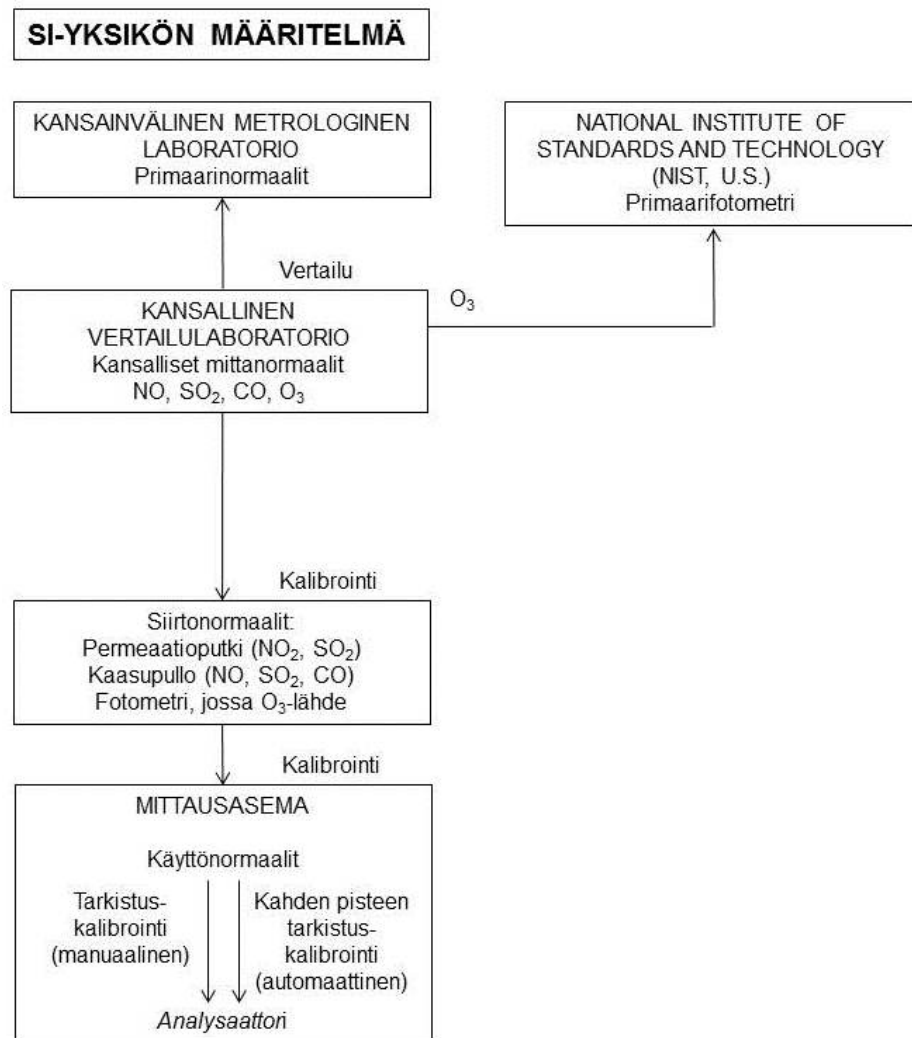 SI-YKSIKÖN MÄÄRITELMÄ
KANSAINVÄLINEN METROLOGINEN
LABORATORIO
Primaarinormaalit
NATIONAL INSTITUTE OF
STANDARDS AND TECHNOLOGY
(NIST, U.S.)
Primaarifotometri
Vertailu
KANSALLINEN
VERTAILULABORATORIO
Kansalliset mittanormaalit
NO, SO₂, CO, O₃
O₃
Kalibrointi
Siirtonormaalit:
Permeaatioputki (NO₂, SO₂)
Kaasupullo (NO, SO₂, CO)
Fotometri, jossa O₃-lähde
Kalibrointi
MITTAUSASEMA
Käyttönormaalit
Tarkistus-
kalibrointi
(manuaalinen)
Kahden pisteen
tarkistus-
kalibrointi
(automaattinen)
Analysaattori